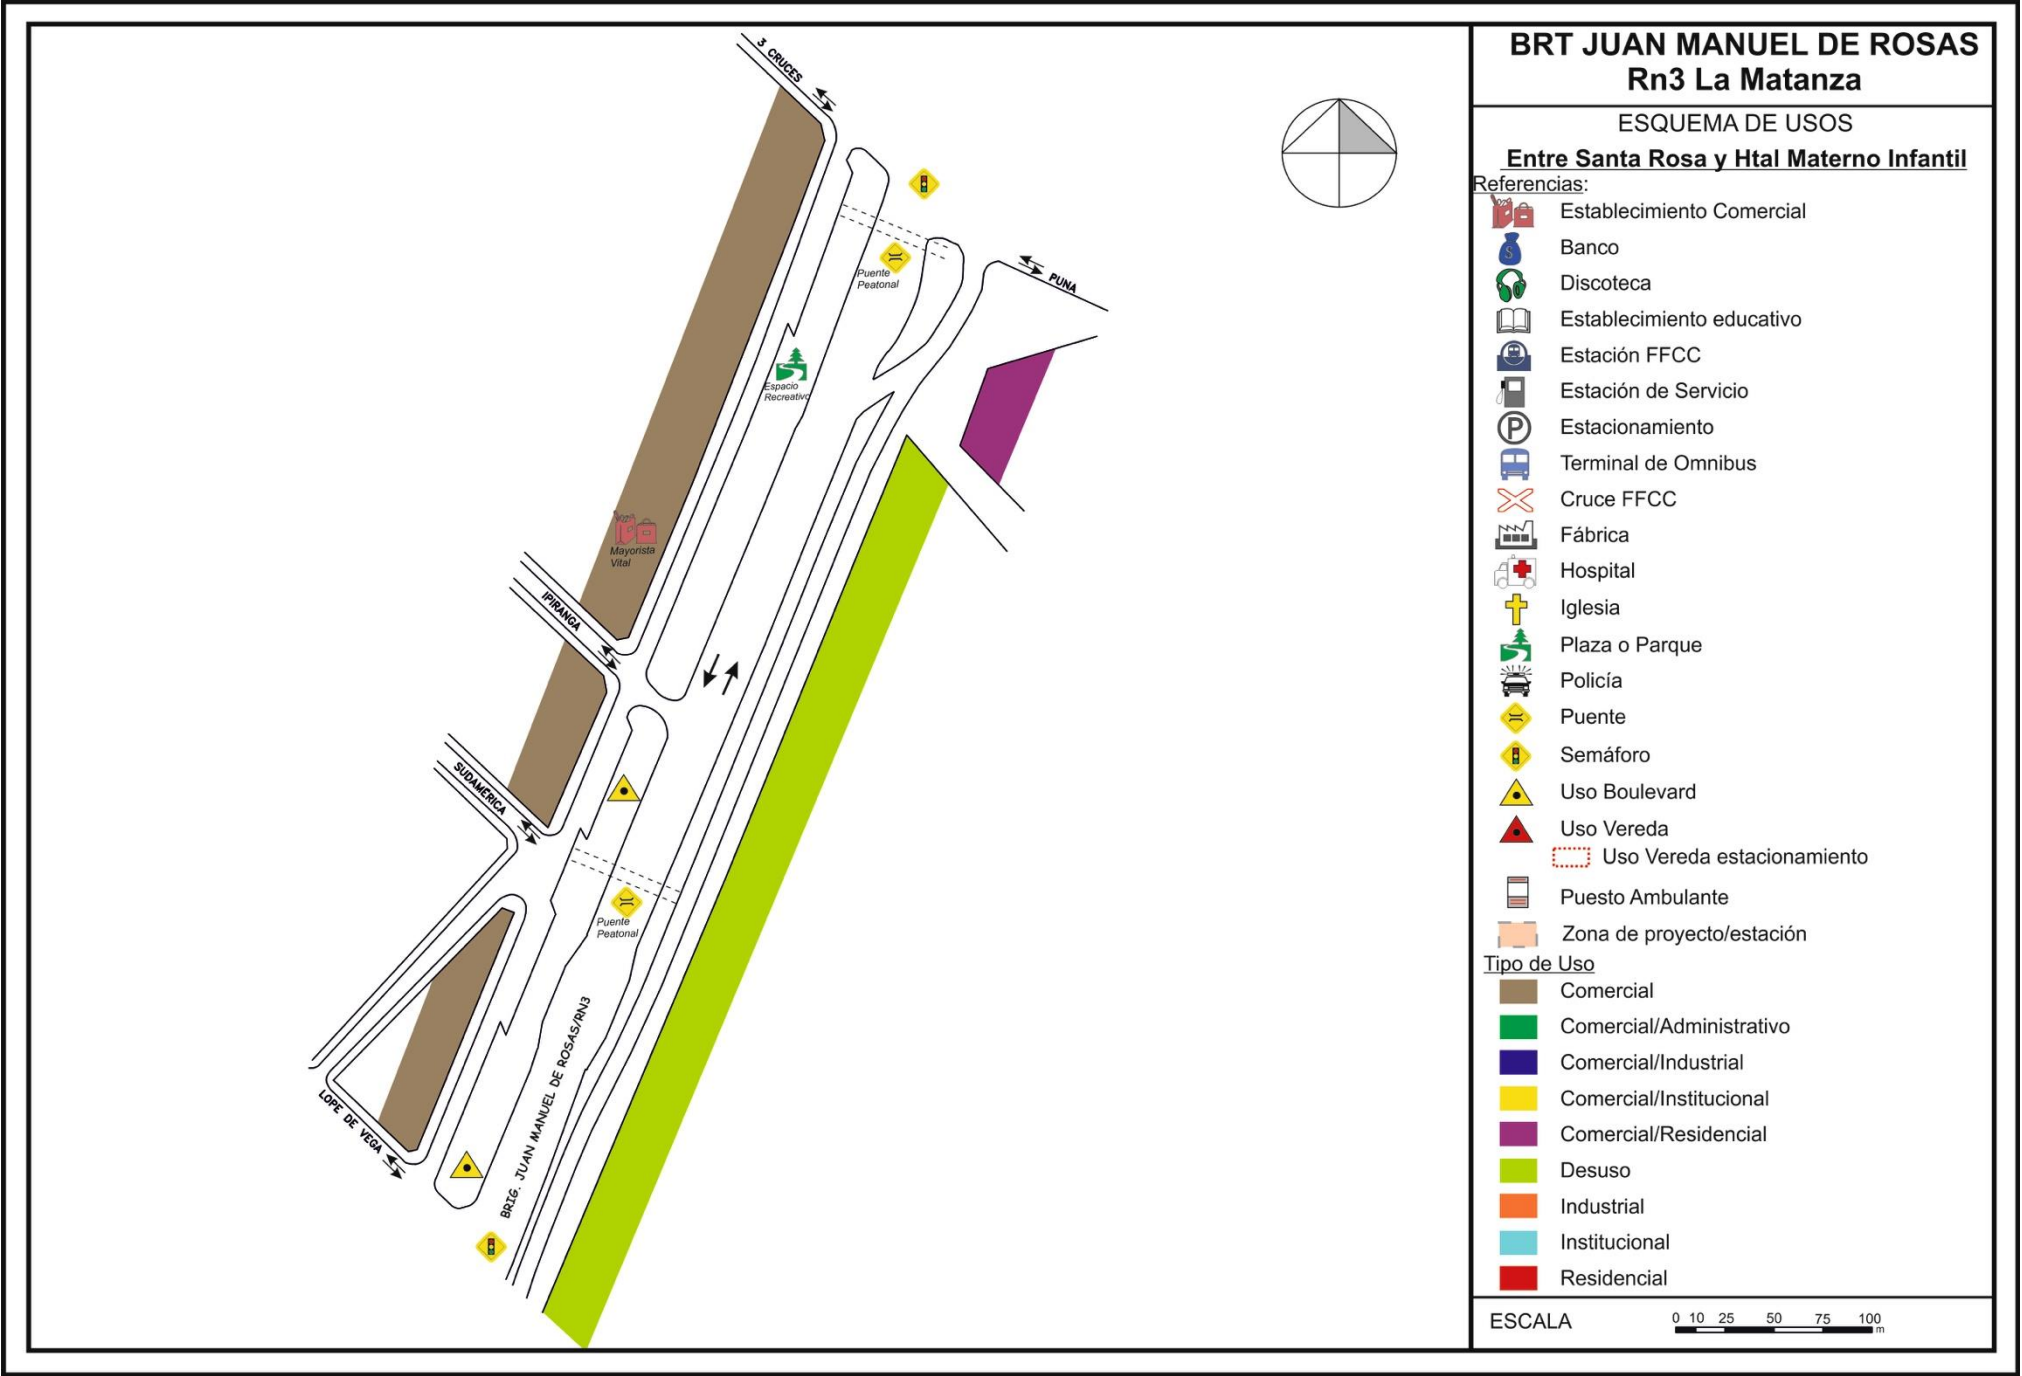 3 CRUCES
Puente
Peatonal
PUNA
Espacio
Recreativo
Mayorista
Vital
IPIRANGA
SUDAMÉRICA
Puente
Peatonal
BRIG. JUAN MANUEL DE ROSAS/RN3
LOPE DE VEGA
BRT JUAN MANUEL DE ROSAS
Rn3 La Matanza
ESQUEMA DE USOS
Entre Santa Rosa y Htal Materno Infantil
Referencias:
Establecimiento Comercial
$
Banco
Discoteca
Establecimiento educativo
Estación FFCC
Estación de Servicio
P
Estacionamiento
Terminal de Omnibus
Cruce FFCC
Fábrica
Hospital
Iglesia
Plaza o Parque
Policía
Puente
Semáforo
Uso Boulevard
Uso Vereda
Uso Vereda estacionamiento
Puesto Ambulante
Zona de proyecto/estación
Tipo de Uso
Comercial
Comercial/Administrativo
Comercial/Industrial
Comercial/Institucional
Comercial/Residencial
Desuso
Industrial
Institucional
Residencial
ESCALA
0 10 25 50 75 100
m